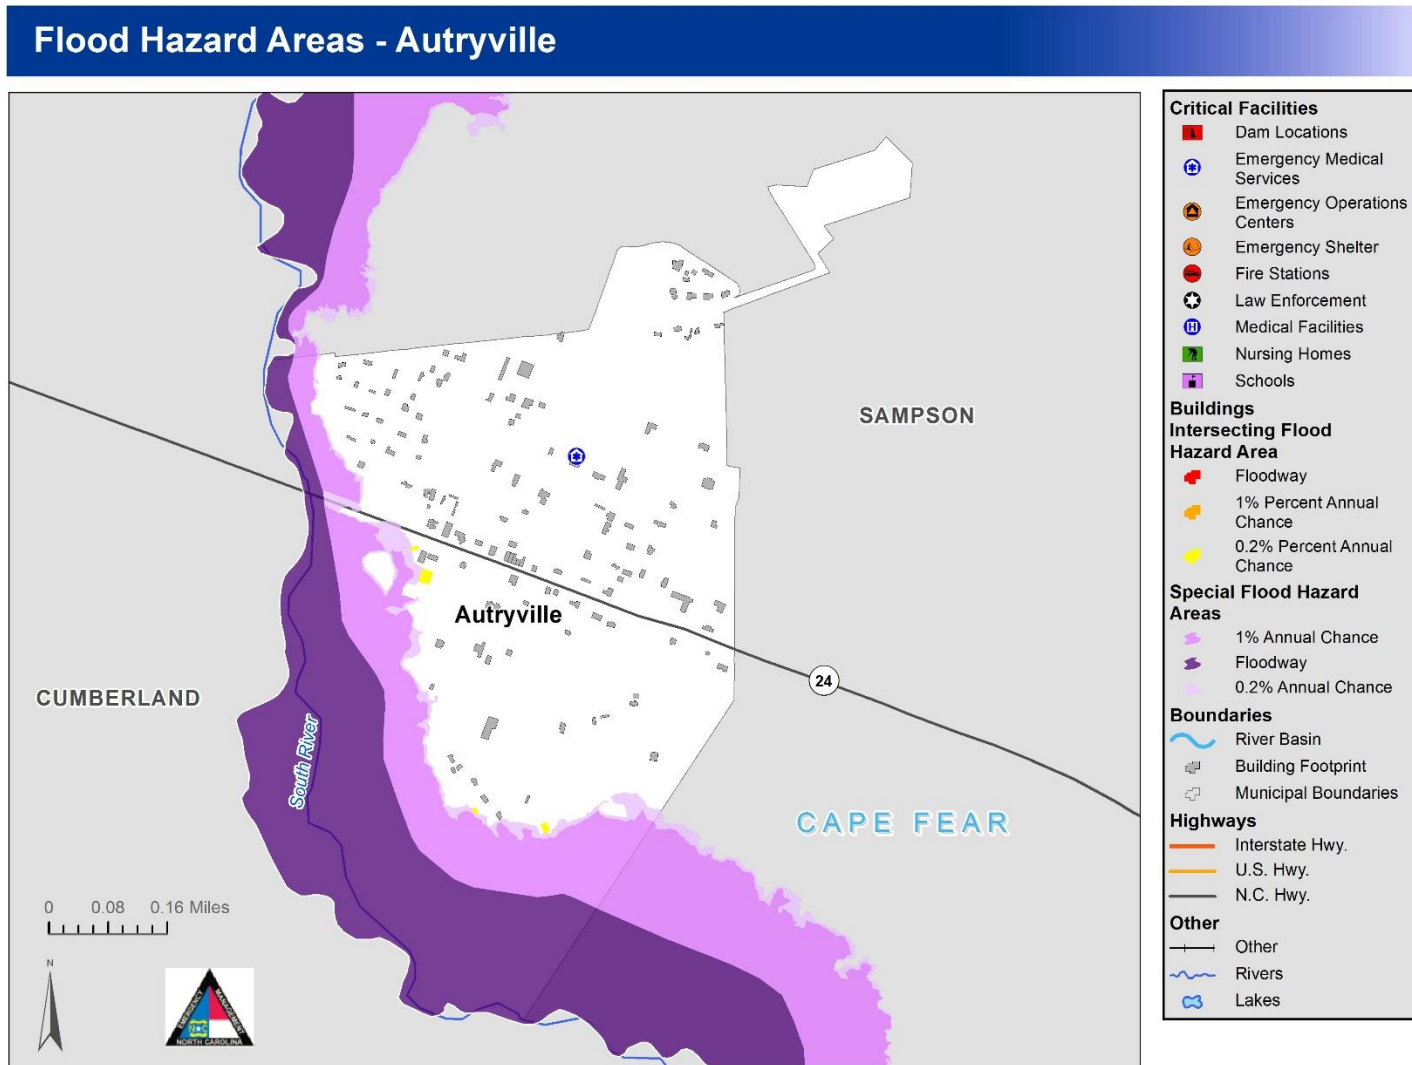 Flood Hazard Areas - Autryville
SAMPSON
Autryville
24
CUMBERLAND
South River
CAPE FEAR
0 0.08 0.16 Miles
N
EMERGENCY
MANAGEMENT
NORTH CAROLINA
N C
Critical Facilities
Dam Locations
Emergency Medical
Services
Emergency Operations
Centers
Emergency Shelter
Fire Stations
Law Enforcement
H
Medical Facilities
Nursing Homes
Schools
Buildings
Intersecting Flood
Hazard Area
Floodway
1% Percent Annual
Chance
0.2% Percent Annual
Chance
Special Flood Hazard
Areas
1% Annual Chance
Floodway
0.2% Annual Chance
Boundaries
River Basin
Building Footprint
Municipal Boundaries
Highways
Interstate Hwy.
U.S. Hwy.
N.C. Hwy.
Other
Other
Rivers
Lakes